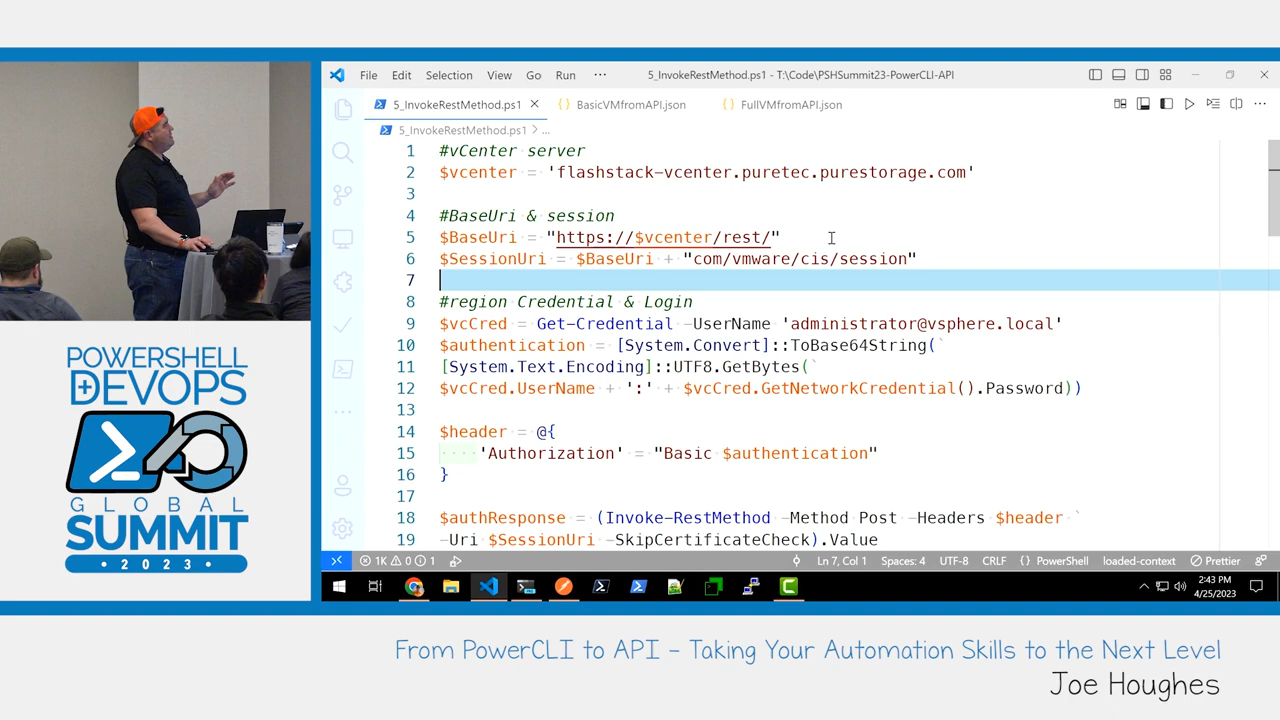 File Edit Selection View Go Run ··· 5_InvokeRestMethod.ps1 - T:\Code\PSHSummit23-PowerCLI-API
5_InvokeRestMethod.ps1 BasicVMfromAPI.json FullVMfromAPI.json
5_InvokeRestMethod.ps1 > ...
1 #vCenter server
2 $vcenter = 'flashstack-vcenter.puretec.purestorage.com'
3
4 #BaseUri & session
5 $BaseUri = "https://$vcenter/rest/"
6 $SessionUri = $BaseUri + "com/vmware/cis/session"
7
8 #region Credential & Login
9 $vcCred = Get-Credential -UserName 'administrator@vsphere.local'
10 $authentication = [System.Convert]::ToBase64String(`
11 [System.Text.Encoding]::UTF8.GetBytes(`
12 $vcCred.UserName + ':' + $vcCred.GetNetworkCredential().Password))
13
14 $header = @{
15 'Authorization' = "Basic $authentication"
16 }
17
18 $authResponse = (Invoke-RestMethod -Method Post -Headers $header `
19 -Uri $SessionUri -SkipCertificateCheck).Value
1K 0 1 Ln 7, Col 1 Spaces: 4 UTF-8 CRLF {} PowerShell loaded-context Prettier
2:43 PM
4/25/2023
POWERSHELL
+DEVOPS
GLOBAL
SUMMIT
• 2023 •
From PowerCLI to API - Taking Your Automation Skills to the Next Level
Joe Houghes